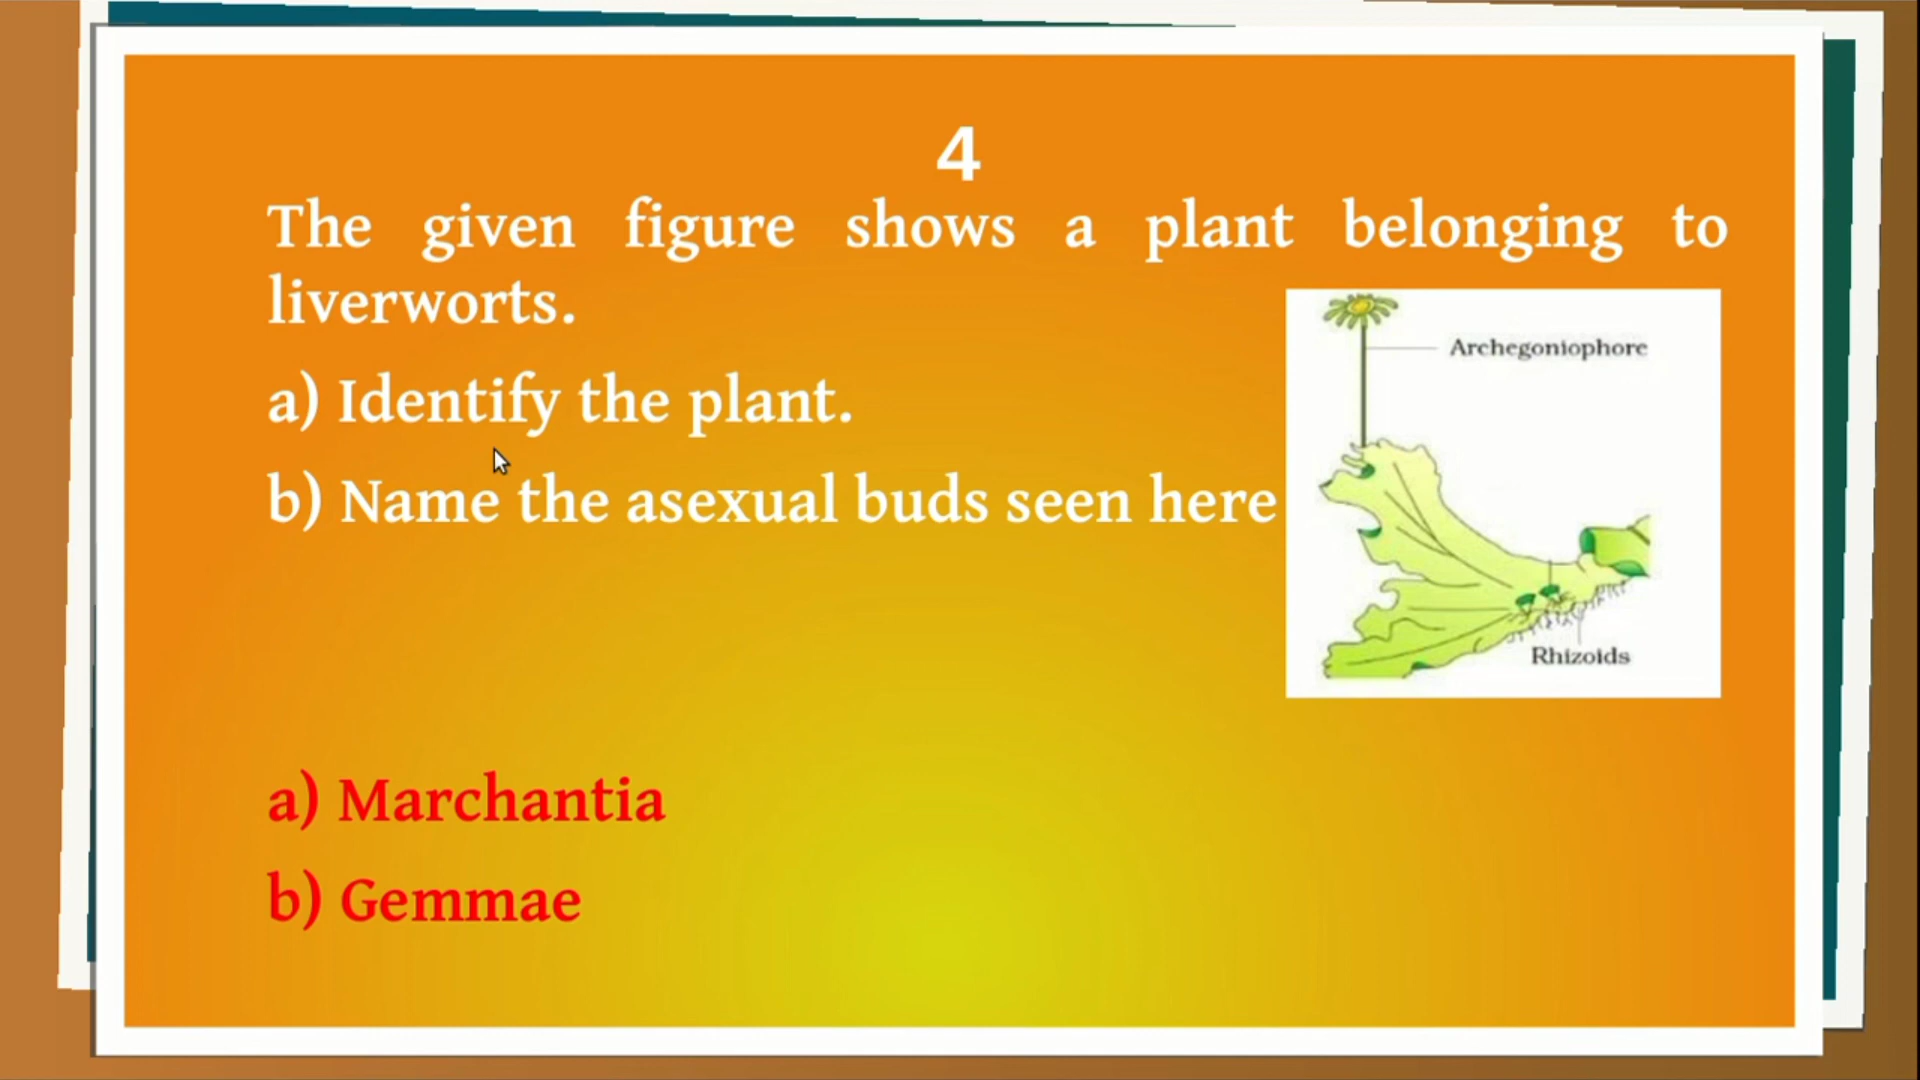 4
The given figure shows a plant belonging to
liverworts.
Archegoniophore
a) Identify the plant.
b) Name the asexual buds seen here
Rhizoids
a) Marchantia
b) Gemmae